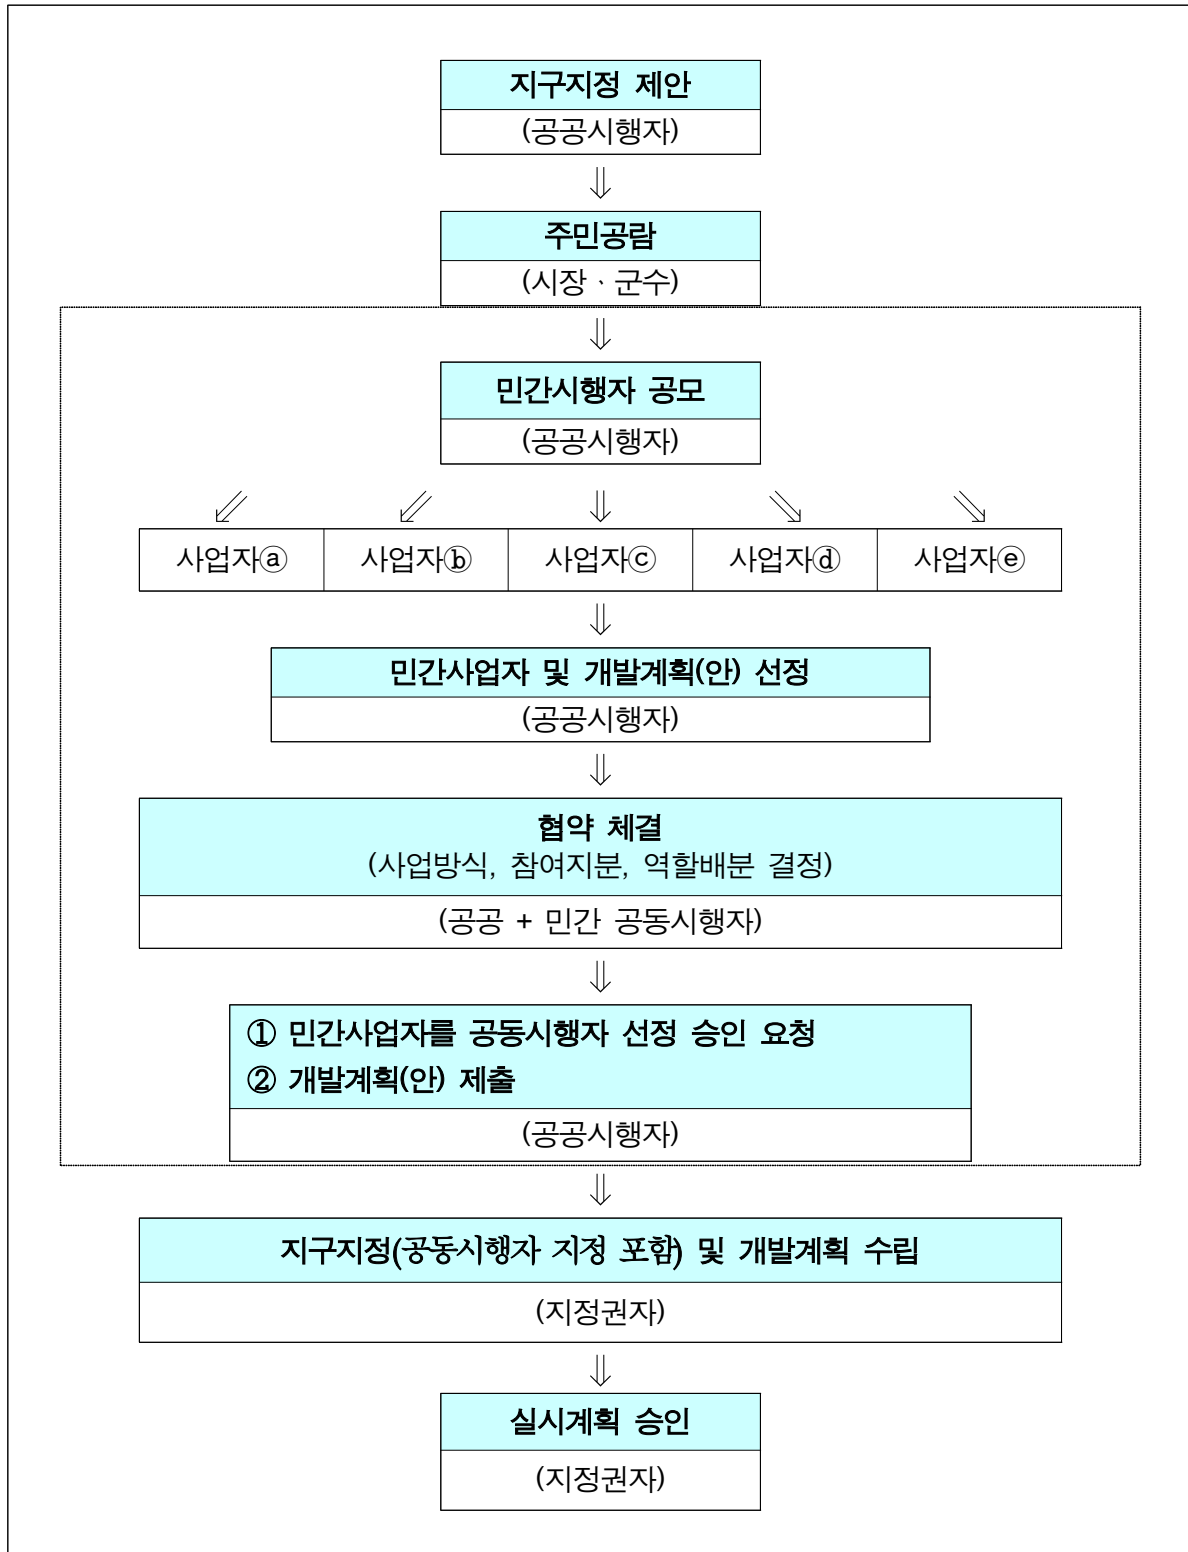 지구지정 제안
(공공시행자)
⇓
주민공람
(시장 · 군수)
⇓
민간시행자 공모
(공공시행자)
⇙ ⇙ ⇓ ⇘ ⇘
사업자ⓐ 사업자ⓑ 사업자ⓒ 사업자ⓓ 사업자ⓔ
⇓
민간사업자 및 개발계획(안) 선정
(공공시행자)
⇓
협약 체결
(사업방식, 참여지분, 역할배분 결정)
(공공 + 민간 공동시행자)
⇓
① 민간사업자를 공동시행자 선정 승인 요청
② 개발계획(안) 제출
(공공시행자)
⇓
지구지정(공동시행자 지정 포함) 및 개발계획 수립
(지정권자)
⇓
실시계획 승인
(지정권자)